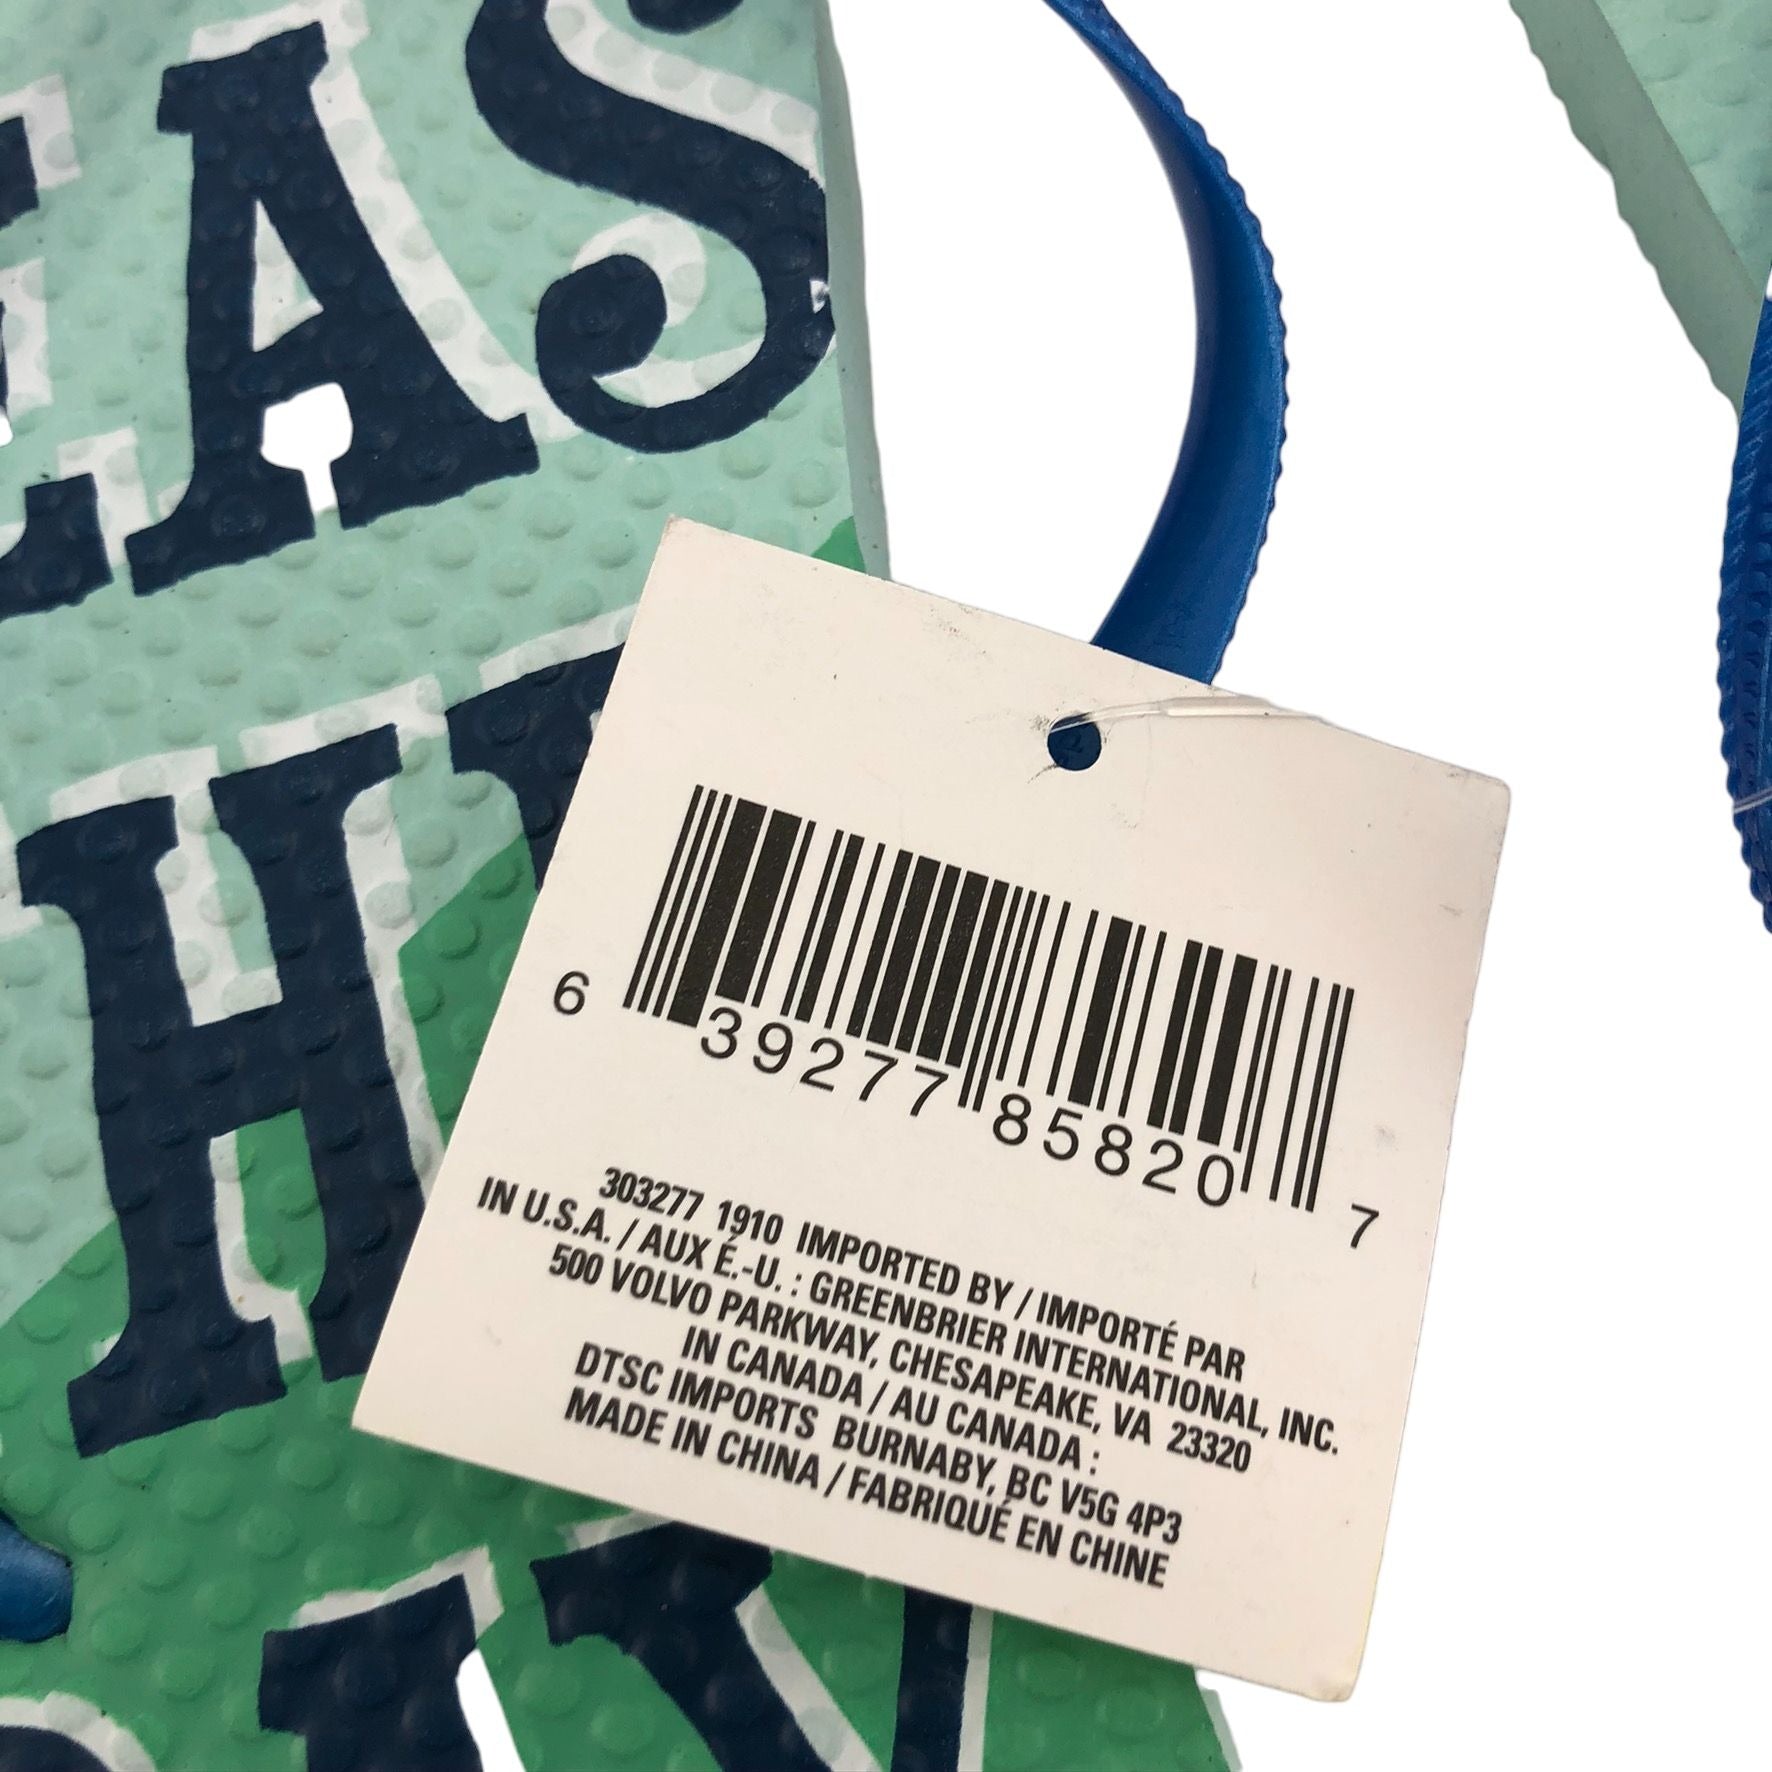 EAS
H
6 39277 85820 7
303277 1910 IMPORTED BY / IMPORTÉ PAR
IN U.S.A. / AUX É.-U. : GREENBRIER INTERNATIONAL, INC.
500 VOLVO PARKWAY, CHESAPEAKE, VA 23320
IN CANADA / AU CANADA :
DTSC IMPORTS BURNABY, BC V5G 4P3
MADE IN CHINA / FABRIQUÉ EN CHINE